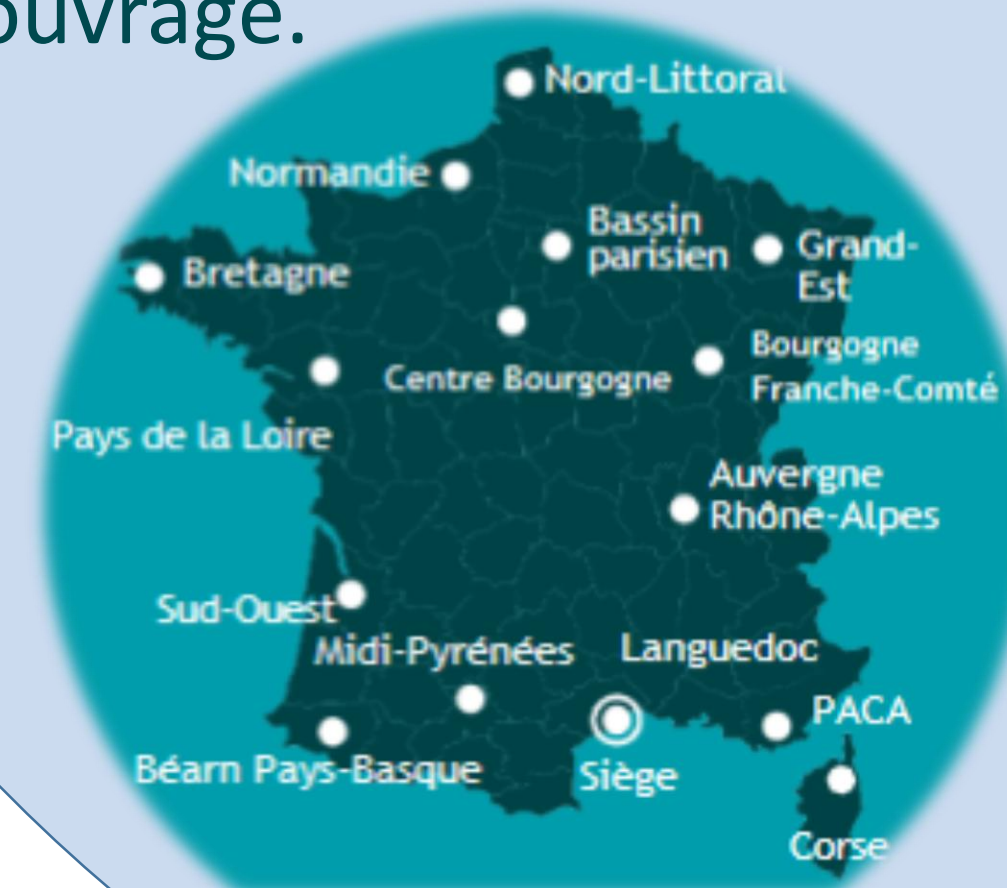 ouvrage.
Nord-Littoral
Normandie
Bassin
parisien
Grand-
Est
Bretagne
Centre Bourgogne
Bourgogne
Franche-Comté
Pays de la Loire
Auvergne
Rhône-Alpes
Sud-Ouest
Midi-Pyrénées
Languedoc
PACA
Béarn Pays-Basque
Siège
Corse